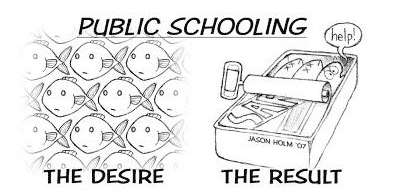 PUBLIC SCHOOLING
help!
JASON HOLM '07
THE DESIRE
THE RESULT